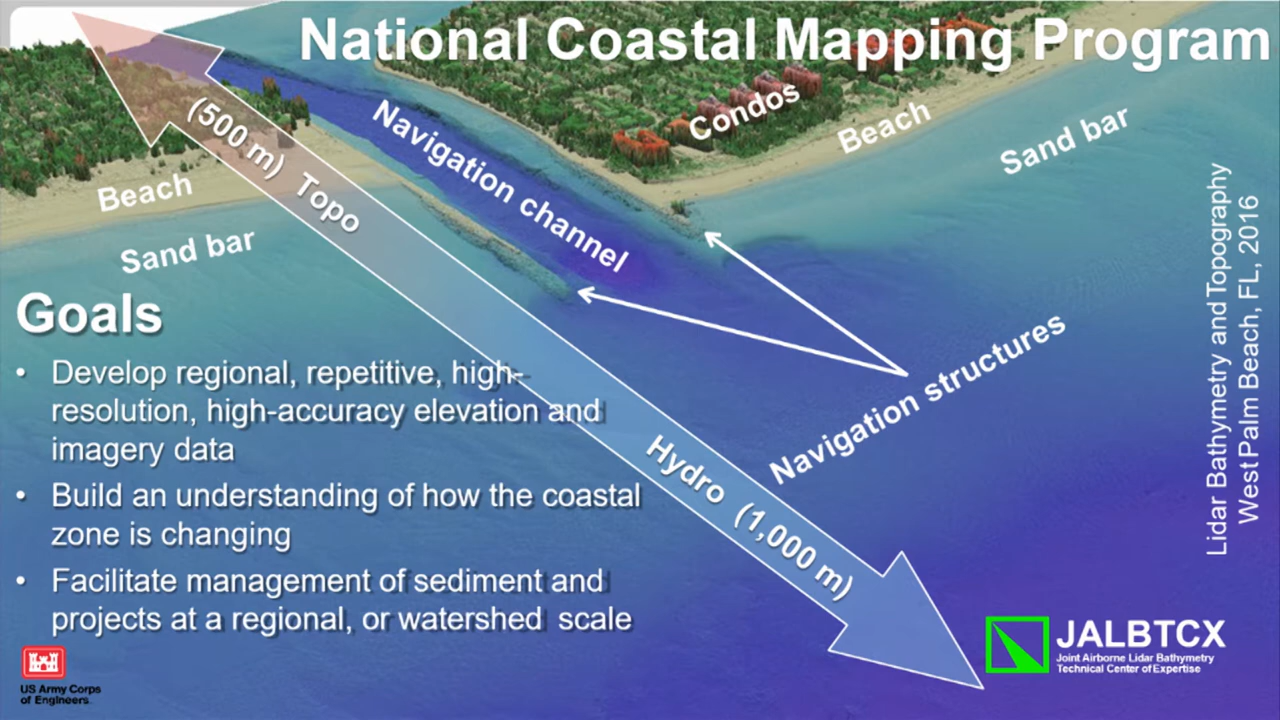 National Coastal Mapping Program
(500 m) Topo
Navigation channel
Condos
Beach
Sand bar
Beach
Sand bar
Lidar Bathymetry and Topography
West Palm Beach, FL, 2016
Navigation structures
Hydro (1,000 m)
Goals
• Develop regional, repetitive, high-
resolution, high-accuracy elevation and
imagery data
• Build an understanding of how the coastal
zone is changing
• Facilitate management of sediment and
projects at a regional, or watershed scale
US Army Corps
of Engineers
JALBTCX
Joint Airborne Lidar Bathymetry
Technical Center of Expertise